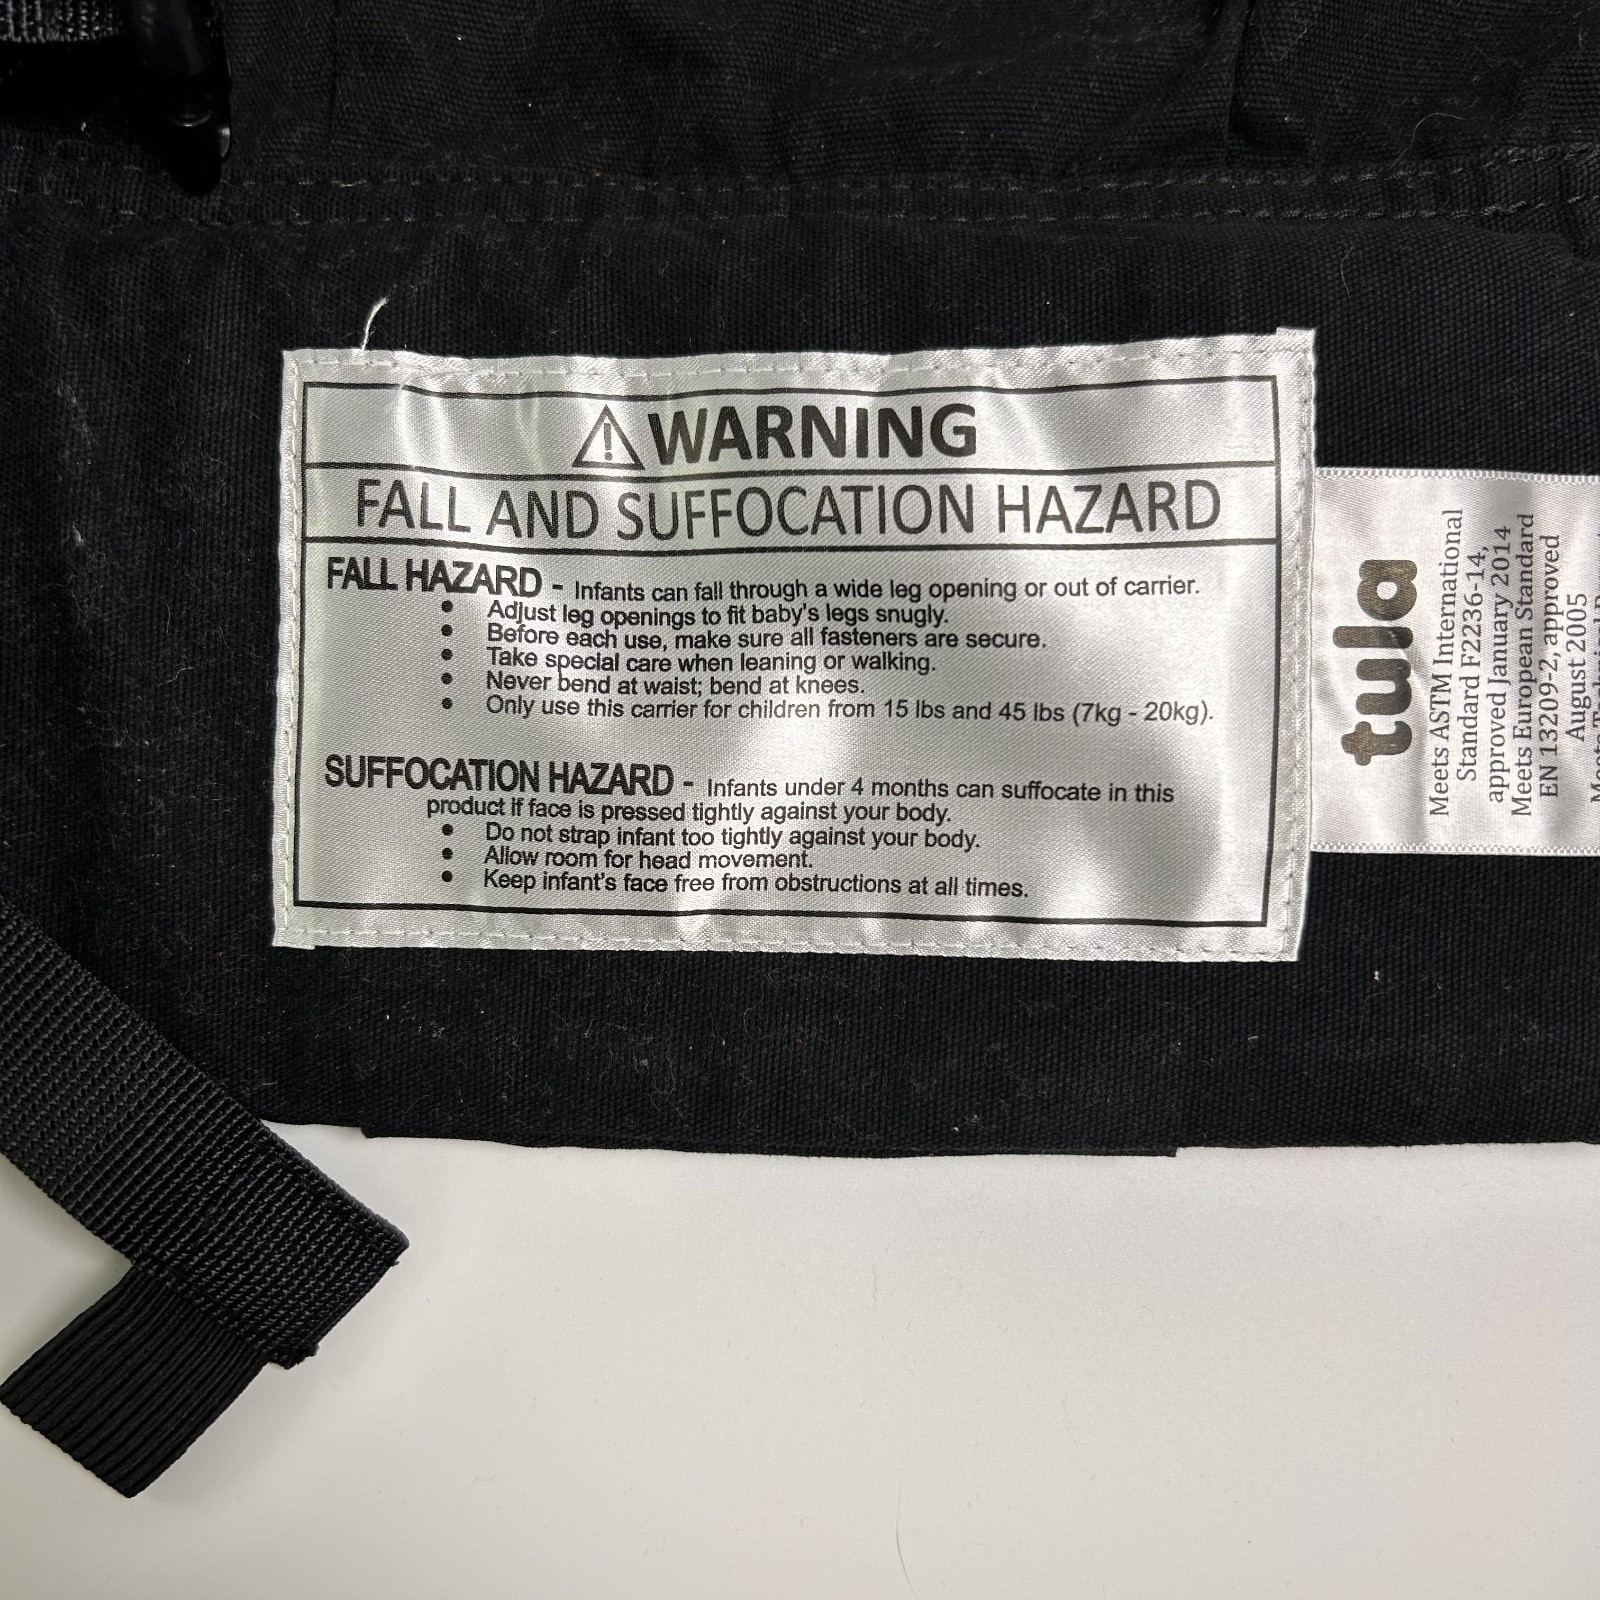 WARNING
FALL AND SUFFOCATION HAZARD
FALL HAZARD - Infants can fall through a wide leg opening or out of carrier.
• Adjust leg openings to fit baby's legs snugly.
• Before each use, make sure all fasteners are secure.
• Take special care when leaning or walking.
• Never bend at waist; bend at knees.
• Only use this carrier for children from 15 lbs and 45 lbs (7kg - 20kg).
SUFFOCATION HAZARD - Infants under 4 months can suffocate in this
product if face is pressed tightly against your body.
• Do not strap infant too tightly against your body.
• Allow room for head movement.
• Keep infant's face free from obstructions at all times.
tula
Meets ASTM International
Standard F2236-14,
approved January 2014
Meets European Standard
EN 13209-2, approved
August 2005